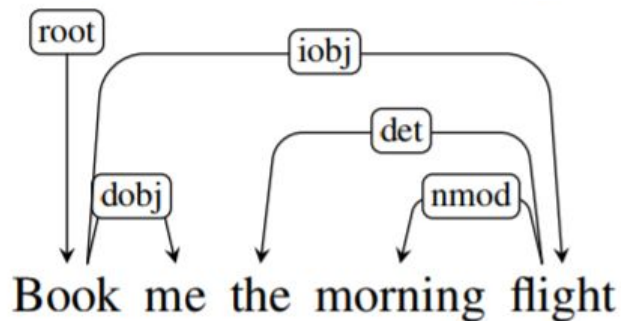 root
iobj
det
dobj
nmod
Book me the morning flight